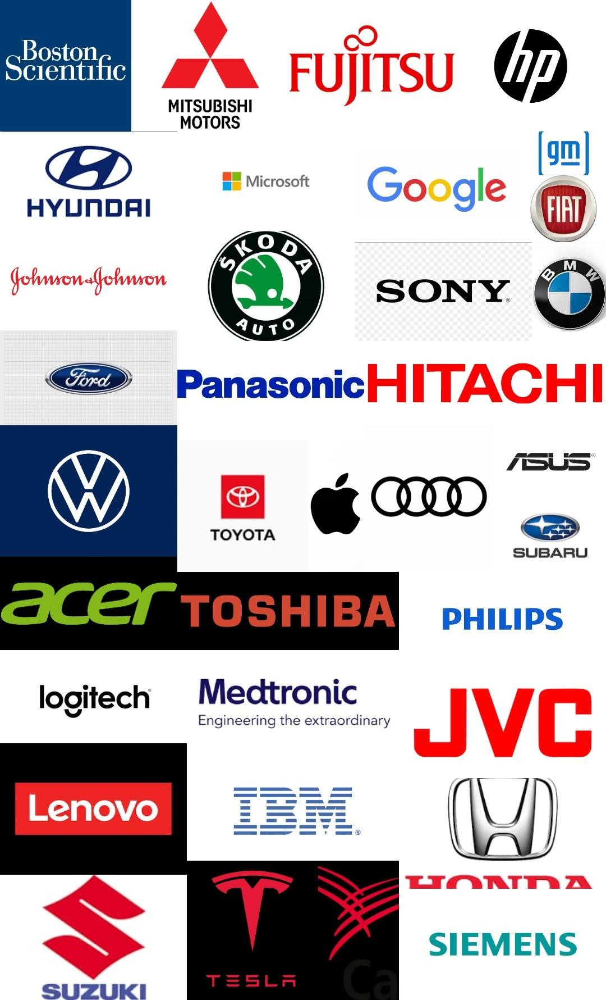 Boston
Scientific
MITSUBISHI
MOTORS
FUJITSU
hp
HYUNDAI
Microsoft
Google
gm
FIAT
Johnson&Johnson
ŠKODA
AUTO
SONY®
BMW
Ford
Panasonic
HITACHI
VW
TOYOTA
ASUS®
SUBARU
acer
TOSHIBA
PHILIPS
logitech®
Medtronic
Engineering the extraordinary
JVC
Lenovo
IBM®
HONDA
SUZUKI
TESLA
Ca
SIEMENS